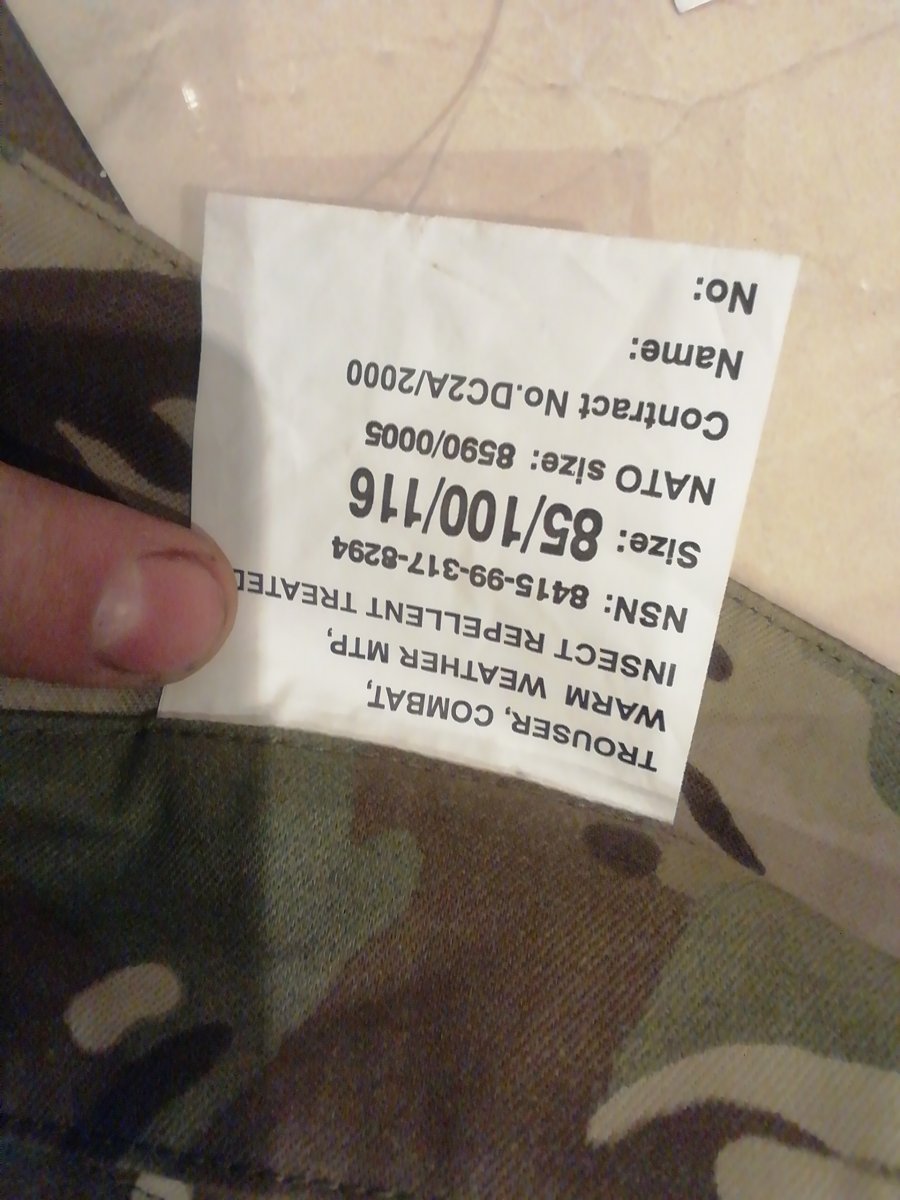 TROUSER, COMBAT,
WARM WEATHER MTP,
INSECT REPELLENT TREATED
NSN: 8415-99-317-8294
Size: 85/100/116
NATO size: 8590/0005
Contract No.DC2A/2000
Name:
No: